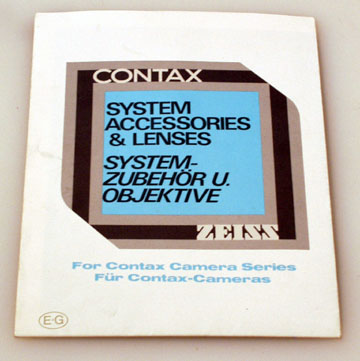 CONTAX
SYSTEM
ACCESSORIES
& LENSES
SYSTEM-
ZUBEHÖR U.
OBJEKTIVE
ZEISS
For Contax Camera Series
Für Contax-Cameras
E-G